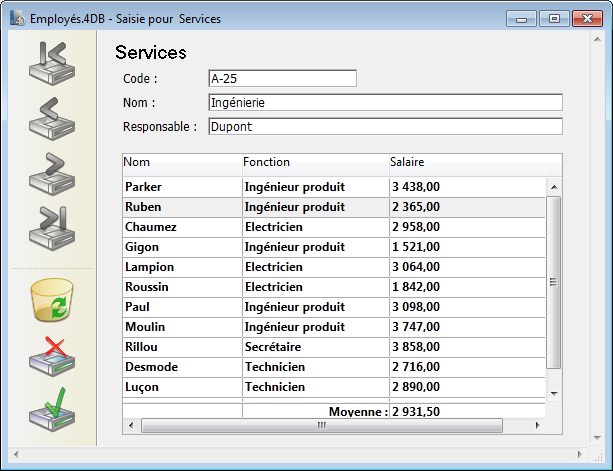 Employés.4DB - Saisie pour Services
Services
Code : A-25
Nom : Ingénierie
Responsable : Dupont
Nom Fonction Salaire
Parker Ingénieur produit 3 438,00
Ruben Ingénieur produit 2 365,00
Chaumez Electricien 2 958,00
Gigon Ingénieur produit 1 521,00
Lampion Electricien 3 064,00
Roussin Electricien 1 842,00
Paul Ingénieur produit 3 098,00
Moulin Ingénieur produit 3 747,00
Rillou Secrétaire 3 858,00
Desmode Technicien 2 716,00
Luçon Technicien 2 890,00
Moyenne : 2 931,50